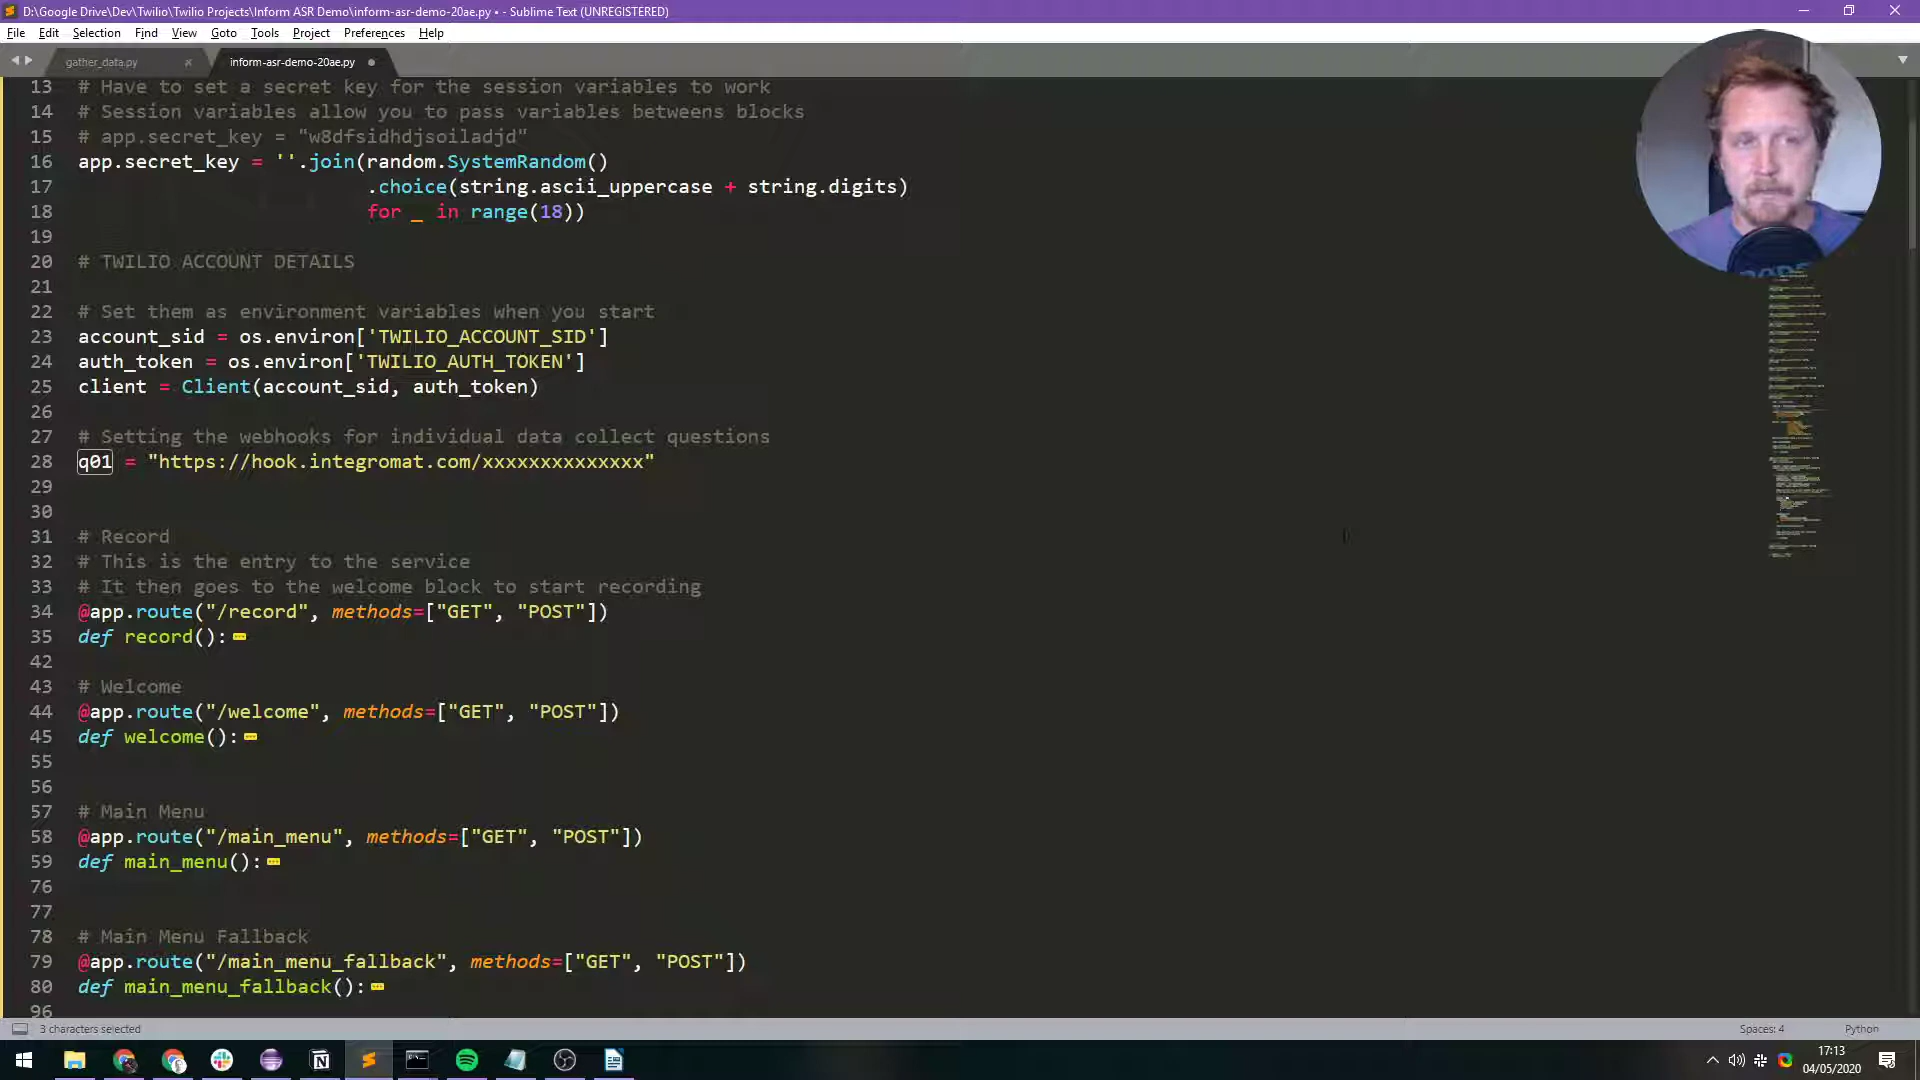 D:\Google Drive\Dev\Twilio\Twilio Projects\Inform ASR Demo\inform-asr-demo-20ae.py • - Sublime Text (UNREGISTERED)
File Edit Selection Find View Goto Tools Project Preferences Help
gather_data.py inform-asr-demo-20ae.py
13 # Have to set a secret key for the session variables to work
14 # Session variables allow you to pass variables betweens blocks
15 # app.secret_key = "w8dfsidhdjsoiladjd"
16 app.secret_key = ''.join(random.SystemRandom()
17 .choice(string.ascii_uppercase + string.digits)
18 for _ in range(18))
19
20 # TWILIO ACCOUNT DETAILS
21
22 # Set them as environment variables when you start
23 account_sid = os.environ['TWILIO_ACCOUNT_SID']
24 auth_token = os.environ['TWILIO_AUTH_TOKEN']
25 client = Client(account_sid, auth_token)
26
27 # Setting the webhooks for individual data collect questions
28 q01 = "https://hook.integromat.com/xxxxxxxxxxxxxx"
29
30
31 # Record
32 # This is the entry to the service
33 # It then goes to the welcome block to start recording
34 @app.route("/record", methods=["GET", "POST"])
35 def record():
42
43 # Welcome
44 @app.route("/welcome", methods=["GET", "POST"])
45 def welcome():
55
56
57 # Main Menu
58 @app.route("/main_menu", methods=["GET", "POST"])
59 def main_menu():
76
77
78 # Main Menu Fallback
79 @app.route("/main_menu_fallback", methods=["GET", "POST"])
80 def main_menu_fallback():
96
3 characters selected Spaces: 4 Python
17:13
04/05/2020